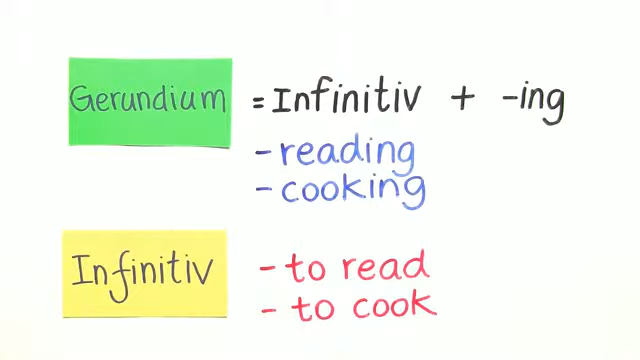 Gerundium = Infinitiv + -ing
- reading
- cooking
Infinitiv - to read
- to cook